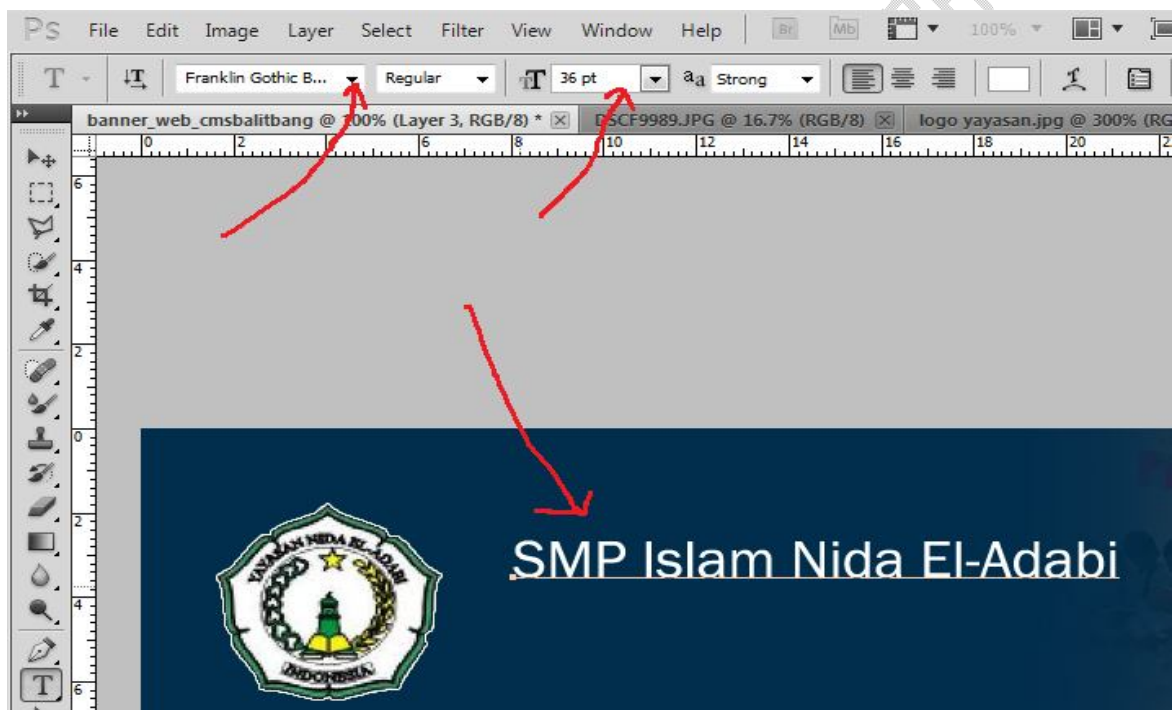 Ps File Edit Image Layer Select Filter View Window Help Br Mb 100%
T T Franklin Gothic B... Regular T 36 pt aa Strong
banner_web_cmsbalitbang @ 100% (Layer 3, RGB/8) * DSCF9989.JPG @ 16.7% (RGB/8) logo yayasan.jpg @ 300% (RG
0 2 6 8 10 12 14 16 18 20 2
6
4
2
0
2
4
6
YAYASAN NIDA EL-ADABI
INDONESIA
SMP Islam Nida El-Adabi
T